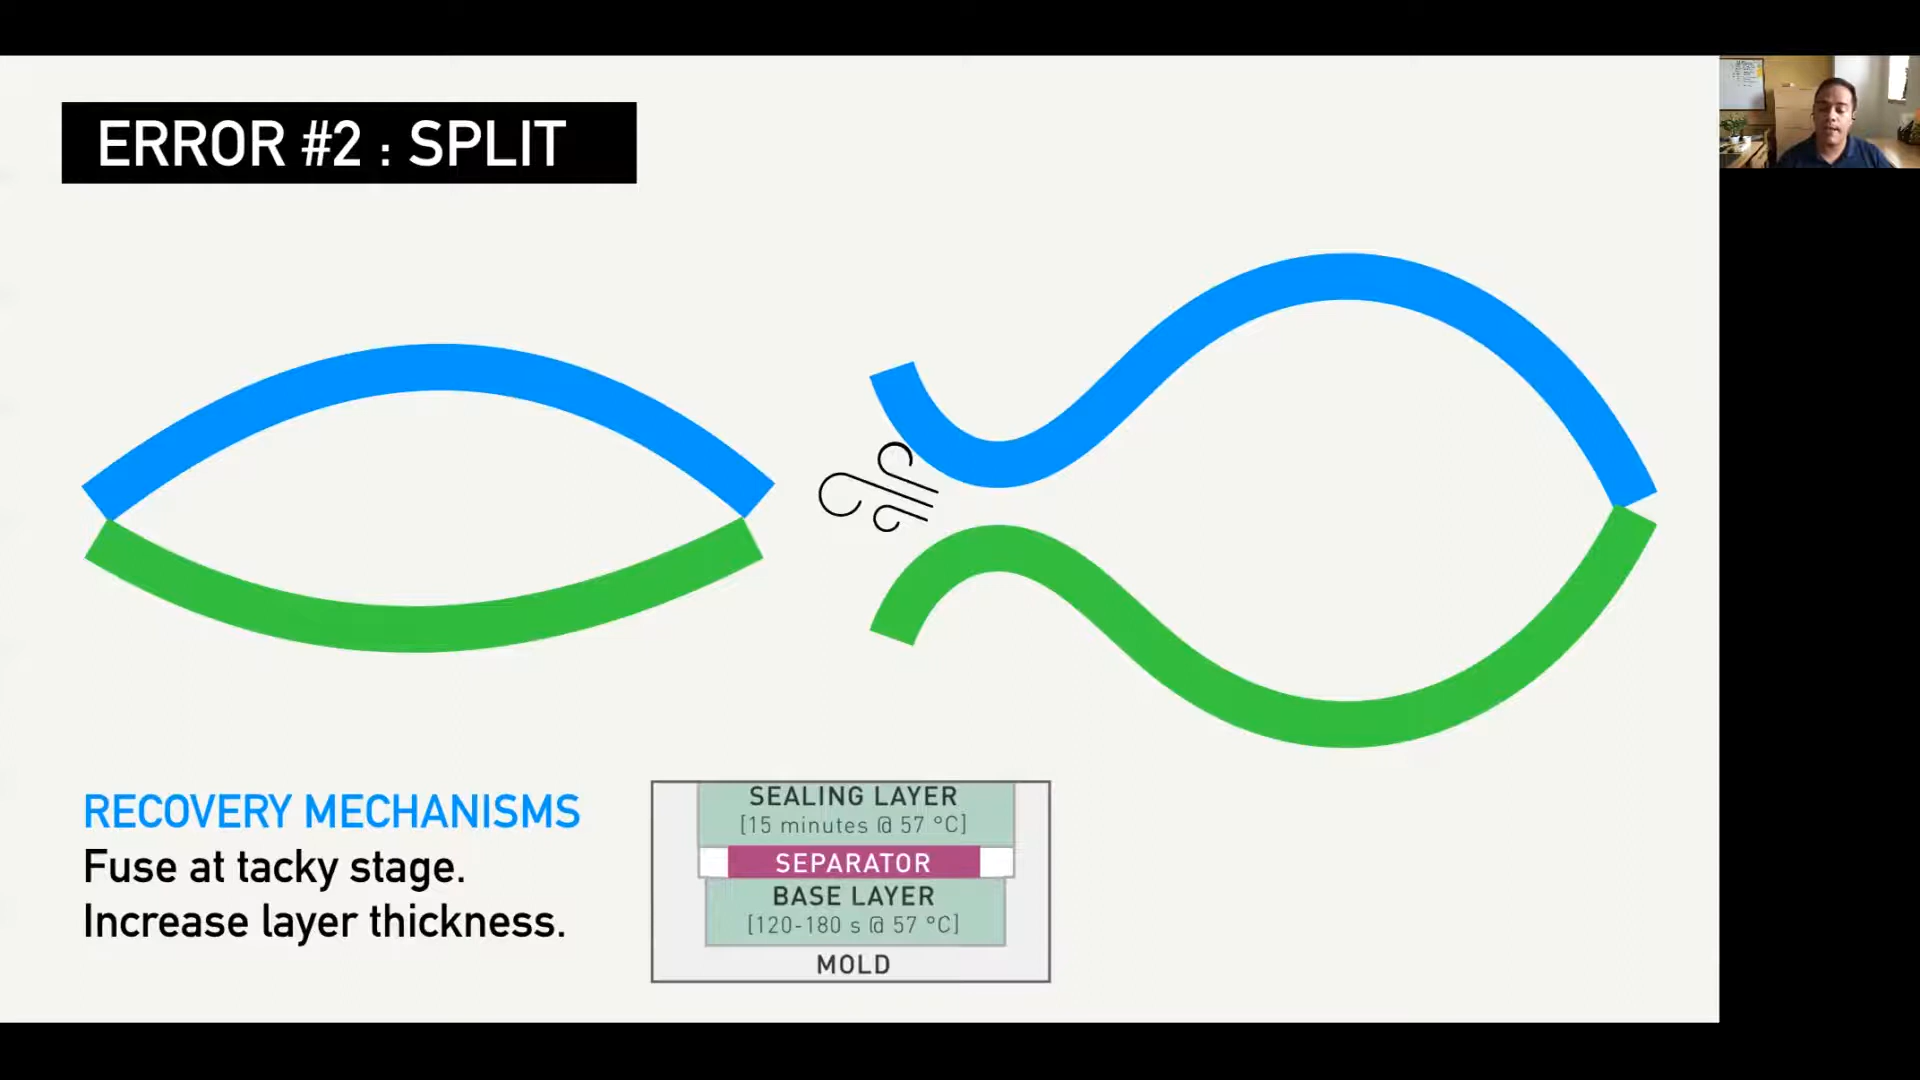 ERROR #2 : SPLIT
RECOVERY MECHANISMS
Fuse at tacky stage.
Increase layer thickness.
SEALING LAYER
[15 minutes @ 57 °C]
SEPARATOR
BASE LAYER
[120-180 s @ 57 °C]
MOLD